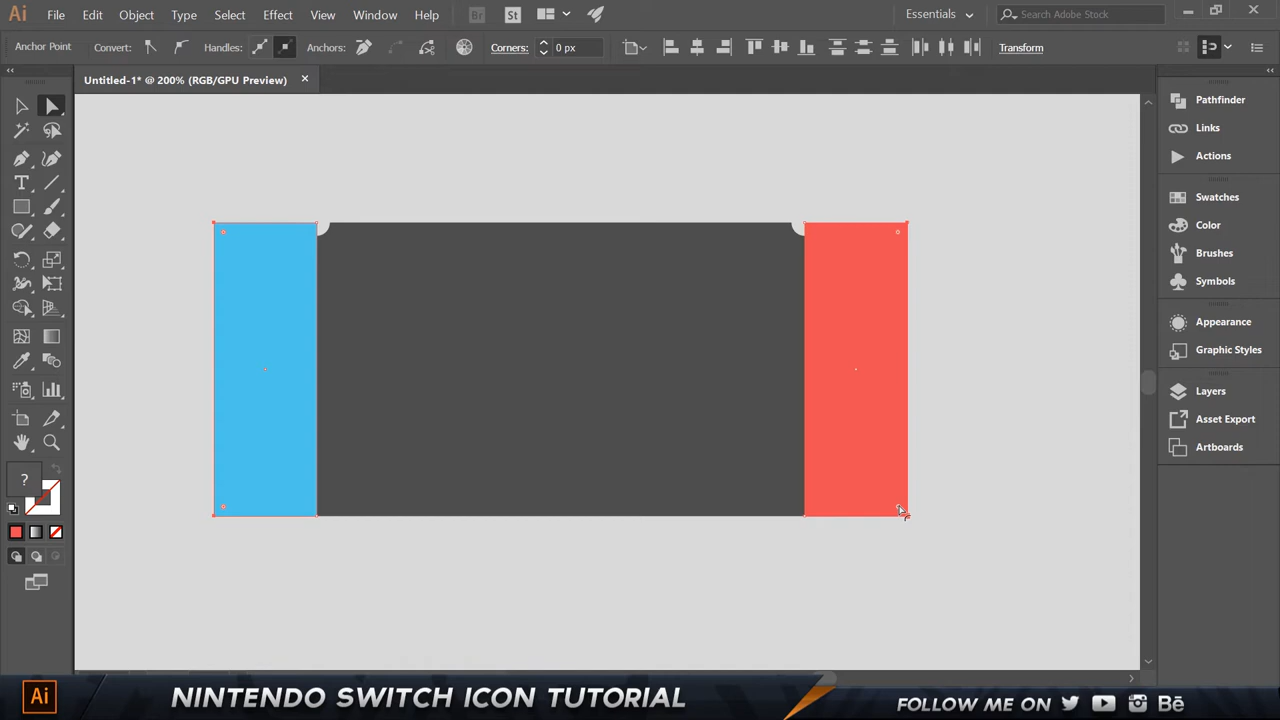 Ai File Edit Object Type Select Effect View Window Help Br St Essentials Search Adobe Stock
Anchor Point Convert: Handles: Anchors: Corners: 0 px Transform
Untitled-1* @ 200% (RGB/GPU Preview) ×
Pathfinder
Links
Actions
Swatches
Color
Brushes
Symbols
Appearance
Graphic Styles
Layers
Asset Export
Artboards
T
?
Ai NINTENDO SWITCH ICON TUTORIAL FOLLOW ME ON Bē